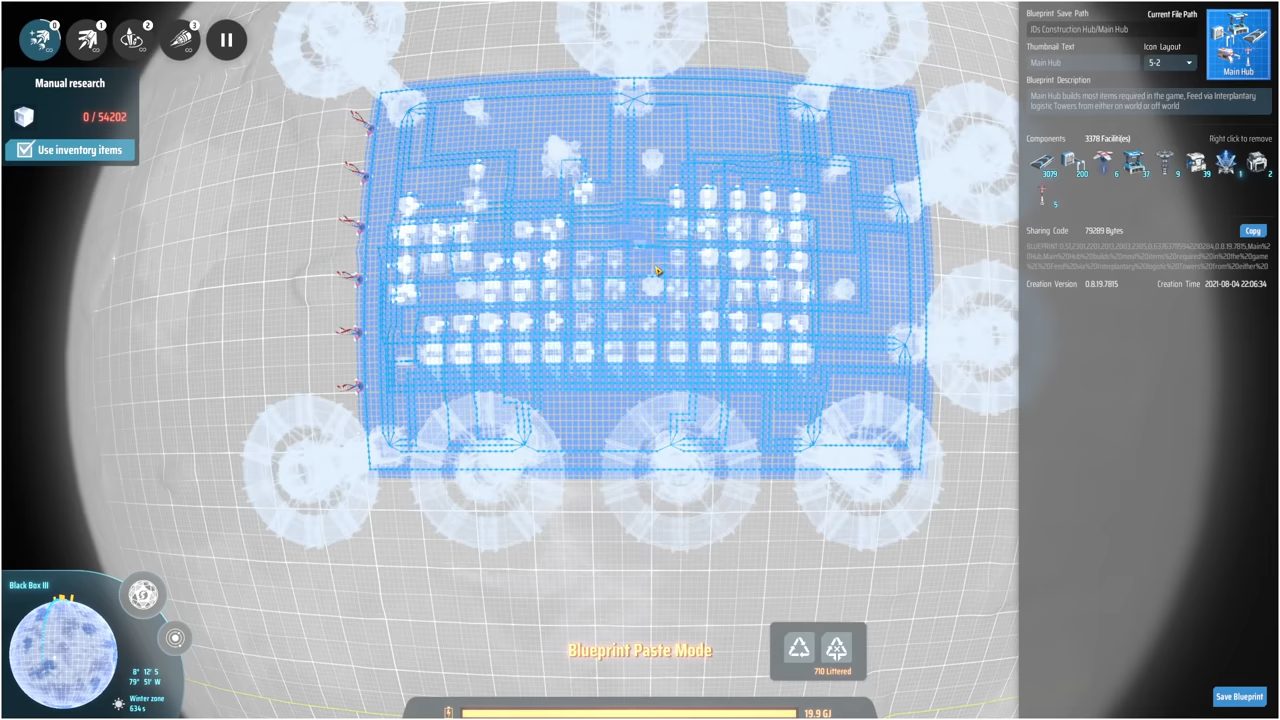 0
1
2
3
Manual research
0 / 54202
Use inventory items
Blueprint Save Path
Current File Path
JDs Construction Hub/Main Hub
Thumbnail Text
Icon Layout
Main Hub
5-2
Main Hub
Blueprint Description
Main Hub builds most items required in the game, Feed via Interplantary
logistic Towers from either on world or off world
Components
3378 Facilit(ies)
Right click to remove
3079
200
6
37
9
39
1
2
5
Sharing Code
79289 Bytes
Copy
Creation Version
0.8.19.7815
Creation Time
2021-08-04 22:06:34
Black Box III
8° 12' S
79° 51' W
Winter zone
634 s
Blueprint Paste Mode
710 Littered
19.9 GJ
Save Blueprint